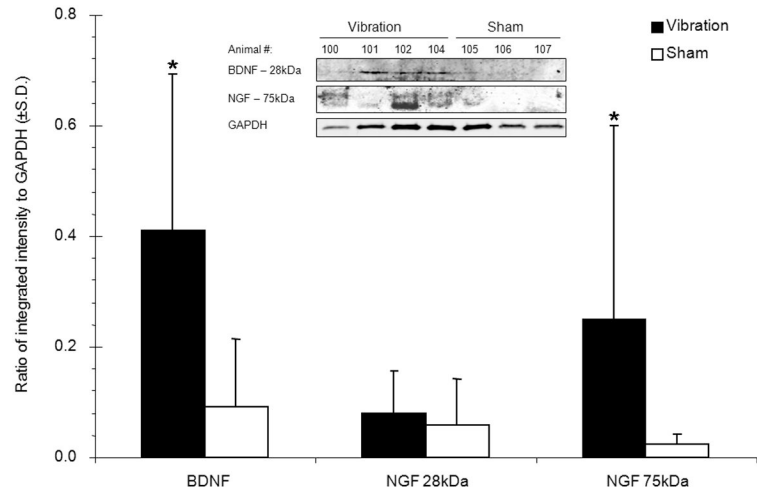 Vibration Sham
Animal #: 100 101 102 104 105 106 107
BDNF – 28kDa
NGF – 75kDa
GAPDH
Vibration
Sham
Ratio of integrated intensity to GAPDH (±S.D.)
0.8
0.6
0.4
0.2
0.0
*
*
BDNF NGF 28kDa NGF 75kDa